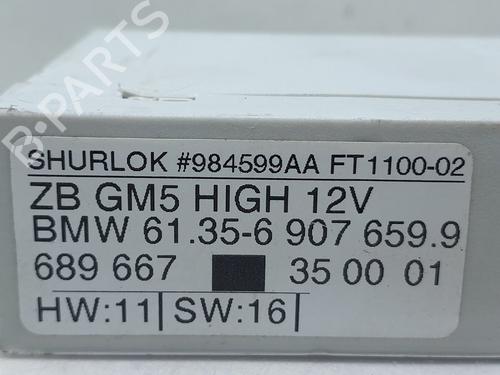 B-PARTS
SHURLOK #984599AA FT1100-02
ZB GM5 HIGH 12V
BMW 61.35-6 907 659.9
689 667 35 00 01
HW:11 SW:16